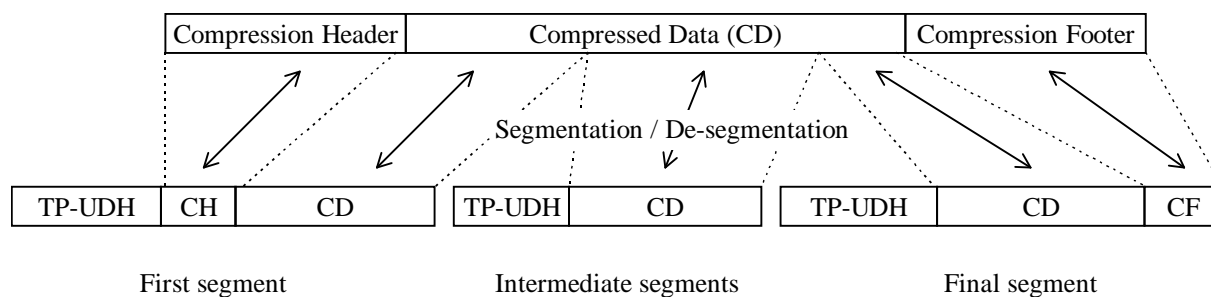 Compression Header Compressed Data (CD) Compression Footer
Segmentation / De-segmentation
TP-UDH CH CD TP-UDH CD TP-UDH CD CF
First segment Intermediate segments Final segment